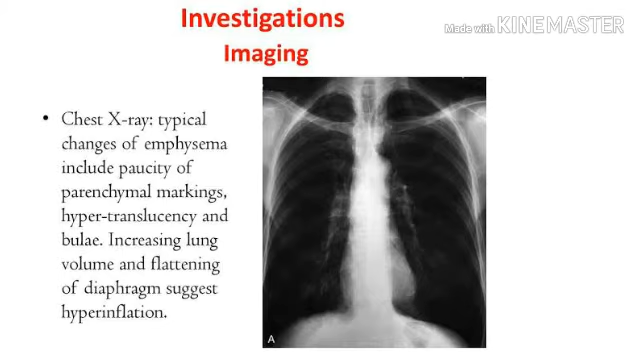 Investigations
Made with KINEMASTER
Imaging
• Chest X-ray: typical
changes of emphysema
include paucity of
parenchymal markings,
hyper-translucency and
bulae. Increasing lung
volume and flattening
of diaphragm suggest
hyperinflation.
A